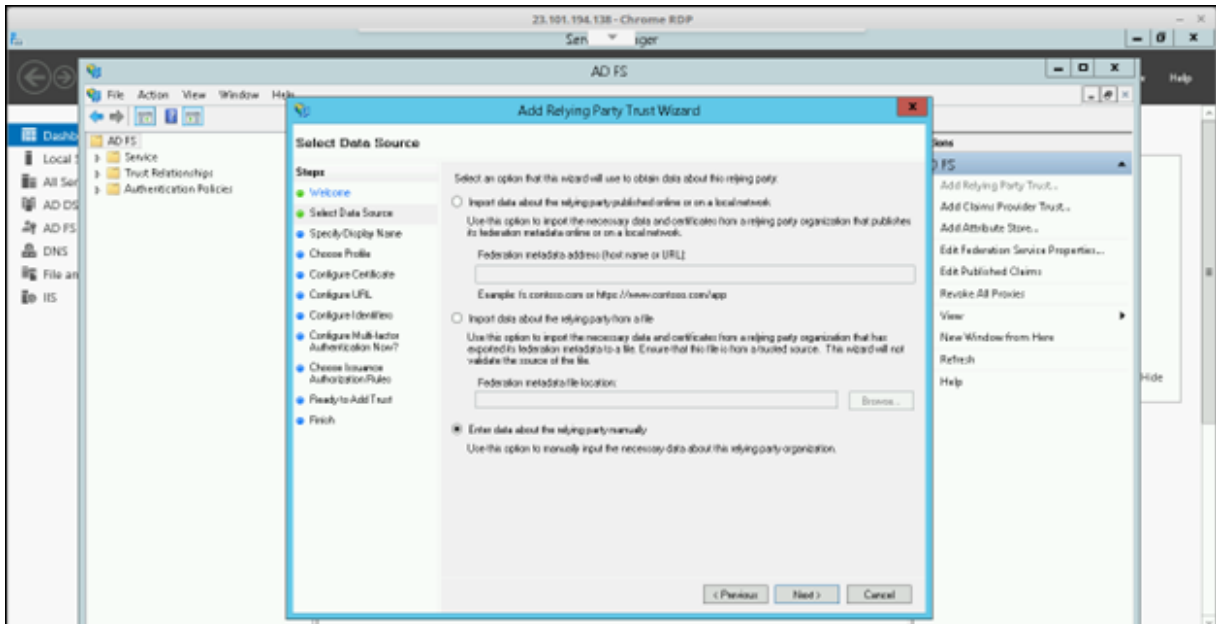 23.101.194.138 - Chrome RDP
AD FS
File Action View Window
Add Relying Party Trust Wizard
Select Data Source
Steps
Welcome
Select Data Source
Specify Display Name
Choose Profile
Configure Certificate
Configure URL
Configure Identifiers
Configure Multi-factor
Authentication Now?
Choose Issuance
Authorization Rules
Ready to Add Trust
Finish
Select an option that this wizard will use to obtain data about this relying party:
Import data about the relying party published online or on a local network
Use this option to import the necessary data and certificates from a relying party organization that publishes
its federation metadata online or on a local network.
Federation metadata address (host name or URL):
Example: fs.contoso.com or https://www.contoso.com/app
Import data about the relying party from a file
Use this option to import the necessary data and certificates from a relying party organization that has
exported its federation metadata to a file. Ensure that this file is from a trusted source. This wizard will not
validate the source of the file.
Federation metadata file location:
Browse...
Enter data about the relying party manually
Use this option to manually input the necessary data about this relying party organization.
< Previous
Next >
Cancel
AD FS
Service
Trust Relationships
Authentication Policies
Dashb
Local S
All Ser
AD DS
AD FS
DNS
File an
IIS
ions
D FS
Add Relying Party Trust...
Add Claims Provider Trust...
Add Attribute Store...
Edit Federation Service Properties...
Edit Published Claims
Revoke All Proxies
View
New Window from Here
Refresh
Help
Help
Hide